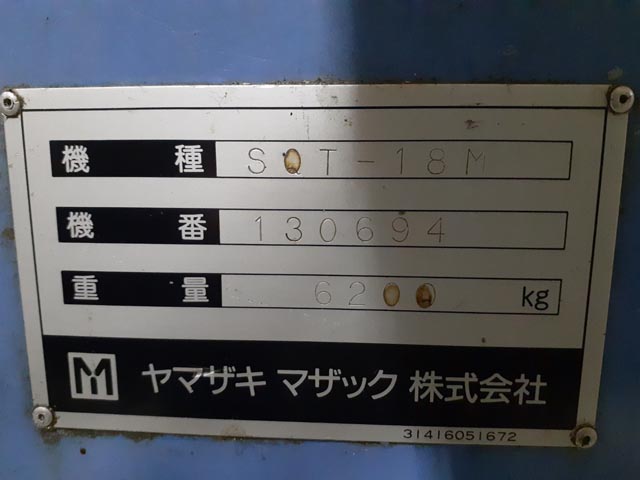 機種 SQT-18M
機番 130694
重量 6200 kg
M ヤマザキ マザック 株式会社
31416051672